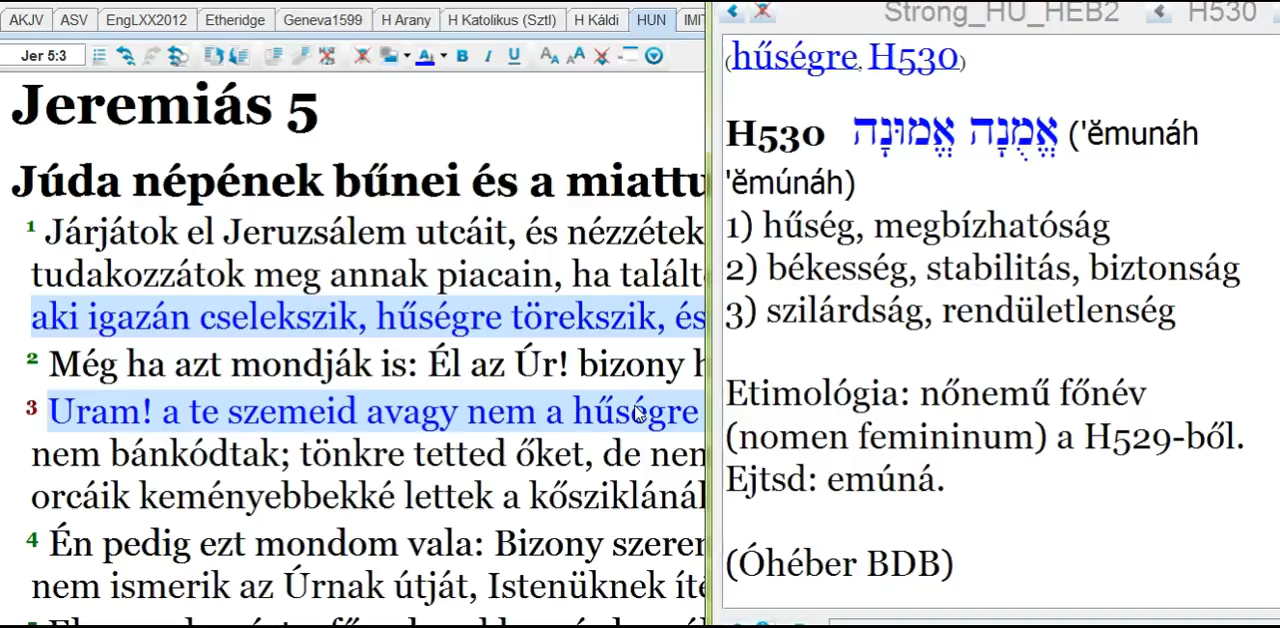 AKJV ASV EngLXX2012 Etheridge Geneva1599 H Arany H Katolikus (Sztl) H Káldi HUN
Jer 5:3
Jeremiás 5
Júda népének bűnei és a miattu
1 Járjátok el Jeruzsálem utcáit, és nézzétek
tudakozzátok meg annak piacain, ha találto
aki igazán cselekszik, hűségre törekszik, és
2 Még ha azt mondják is: Él az Úr! bizony h
3 Uram! a te szemeid avagy nem a hűségre
nem bánkódtak; tönkre tetted őket, de nem
orcáik keményebbekké lettek a kősziklánál
4 Én pedig ezt mondom vala: Bizony szeren
nem ismerik az Úrnak útját, Istenüknek íté
Strong_HU_HEB2 H530
(hűségre, H530)
H530 אֱמֻנָה אֱמוּנָה ('ĕmunáh
'ĕmúnáh)
1) hűség, megbízhatóság
2) békesség, stabilitás, biztonság
3) szilárdság, rendületlenség
Etimológia: nőnemű főnév
(nomen femininum) a H529-ből.
Ejtsd: emúná.
(Óhéber BDB)